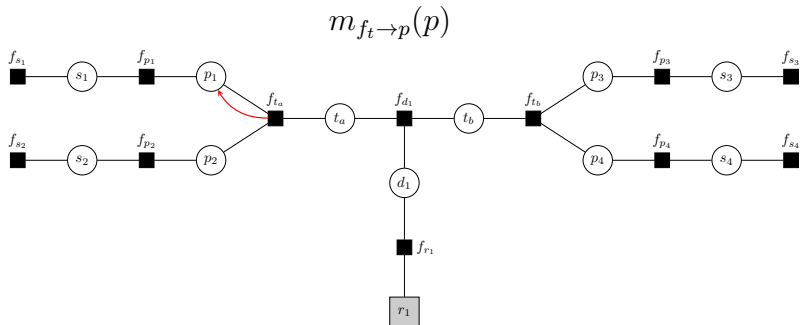 m_{f_t→p}(p)
f_{s_1} s_1 f_{p_1} p_1 f_{t_a} t_a f_{d_1} t_b f_{t_b} p_3 f_{p_3} s_3 f_{s_3}
f_{s_2} s_2 f_{p_2} p_2 p_4 f_{p_4} s_4 f_{s_4}
d_1
f_{r_1}
r_1